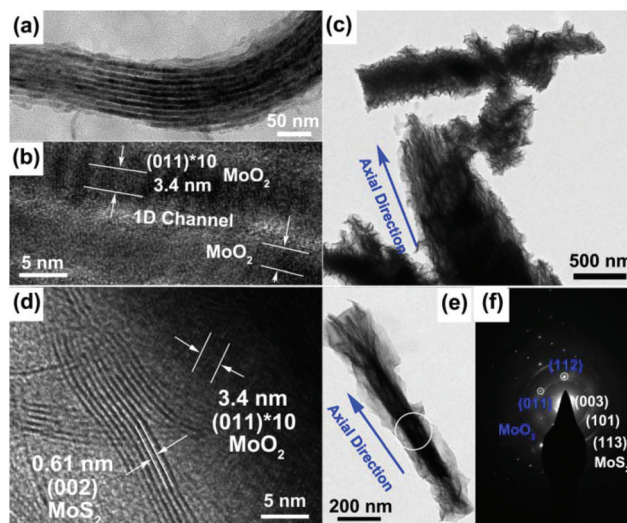 (a)
50 nm
(b)
(011)*10
3.4 nm
MoO₂
1D Channel
MoO₂
5 nm
(c)
Axial Direction
500 nm
(d)
3.4 nm
(011)*10
MoO₂
0.61 nm
(002)
MoS₂
5 nm
(e)
Axial Direction
200 nm
(f)
(112)
(011)
(003)
(101)
(113)
MoS₂